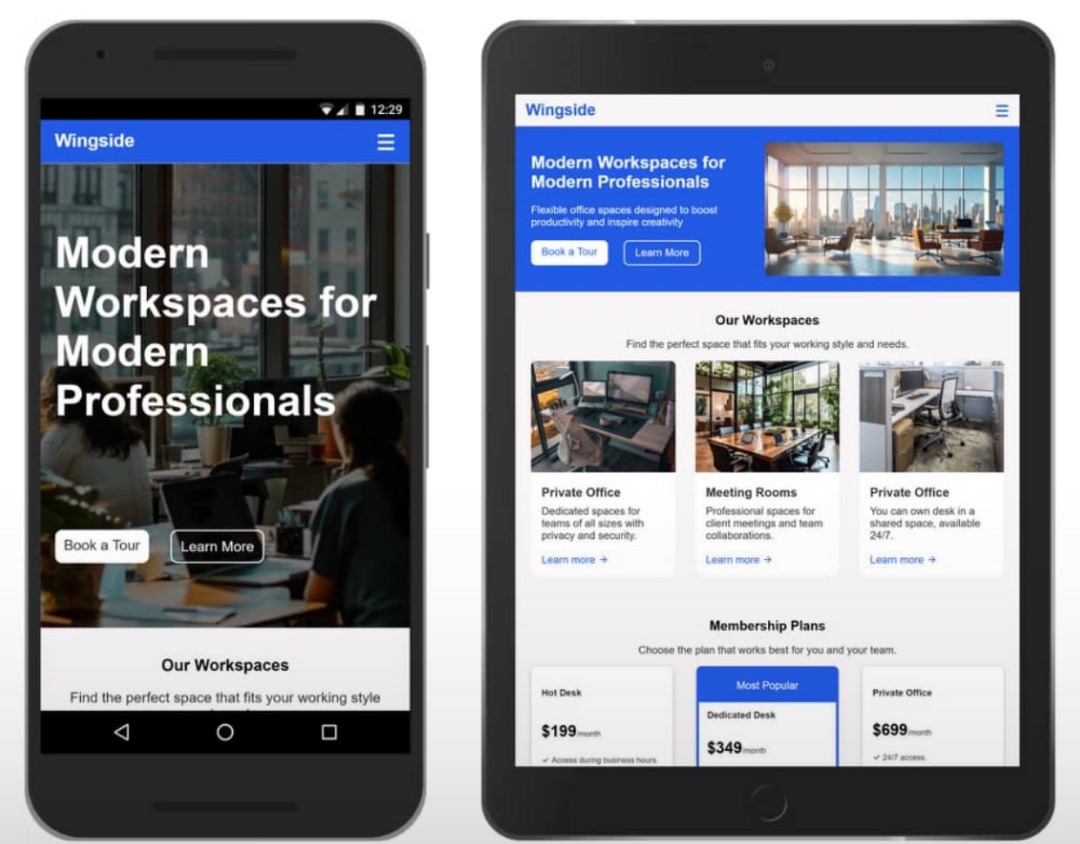 12:29
Wingside
Modern
Workspaces for
Modern
Professionals
Book a Tour
Learn More
Our Workspaces
Find the perfect space that fits your working style
Wingside
Modern Workspaces for
Modern Professionals
Flexible office spaces designed to boost
productivity and inspire creativity
Book a Tour
Learn More
Our Workspaces
Find the perfect space that fits your working style and needs.
Private Office
Dedicated spaces for
teams of all sizes with
privacy and security.
Learn more →
Meeting Rooms
Professional spaces for
client meetings and team
collaborations.
Learn more →
Private Office
You can own desk in a
shared space, available
24/7.
Learn more →
Membership Plans
Choose the plan that works best for you and your team.
Hot Desk
$199/month
✓ Access during business hours
Most Popular
Dedicated Desk
$349/month
Private Office
$699/month
✓ 24/7 access.